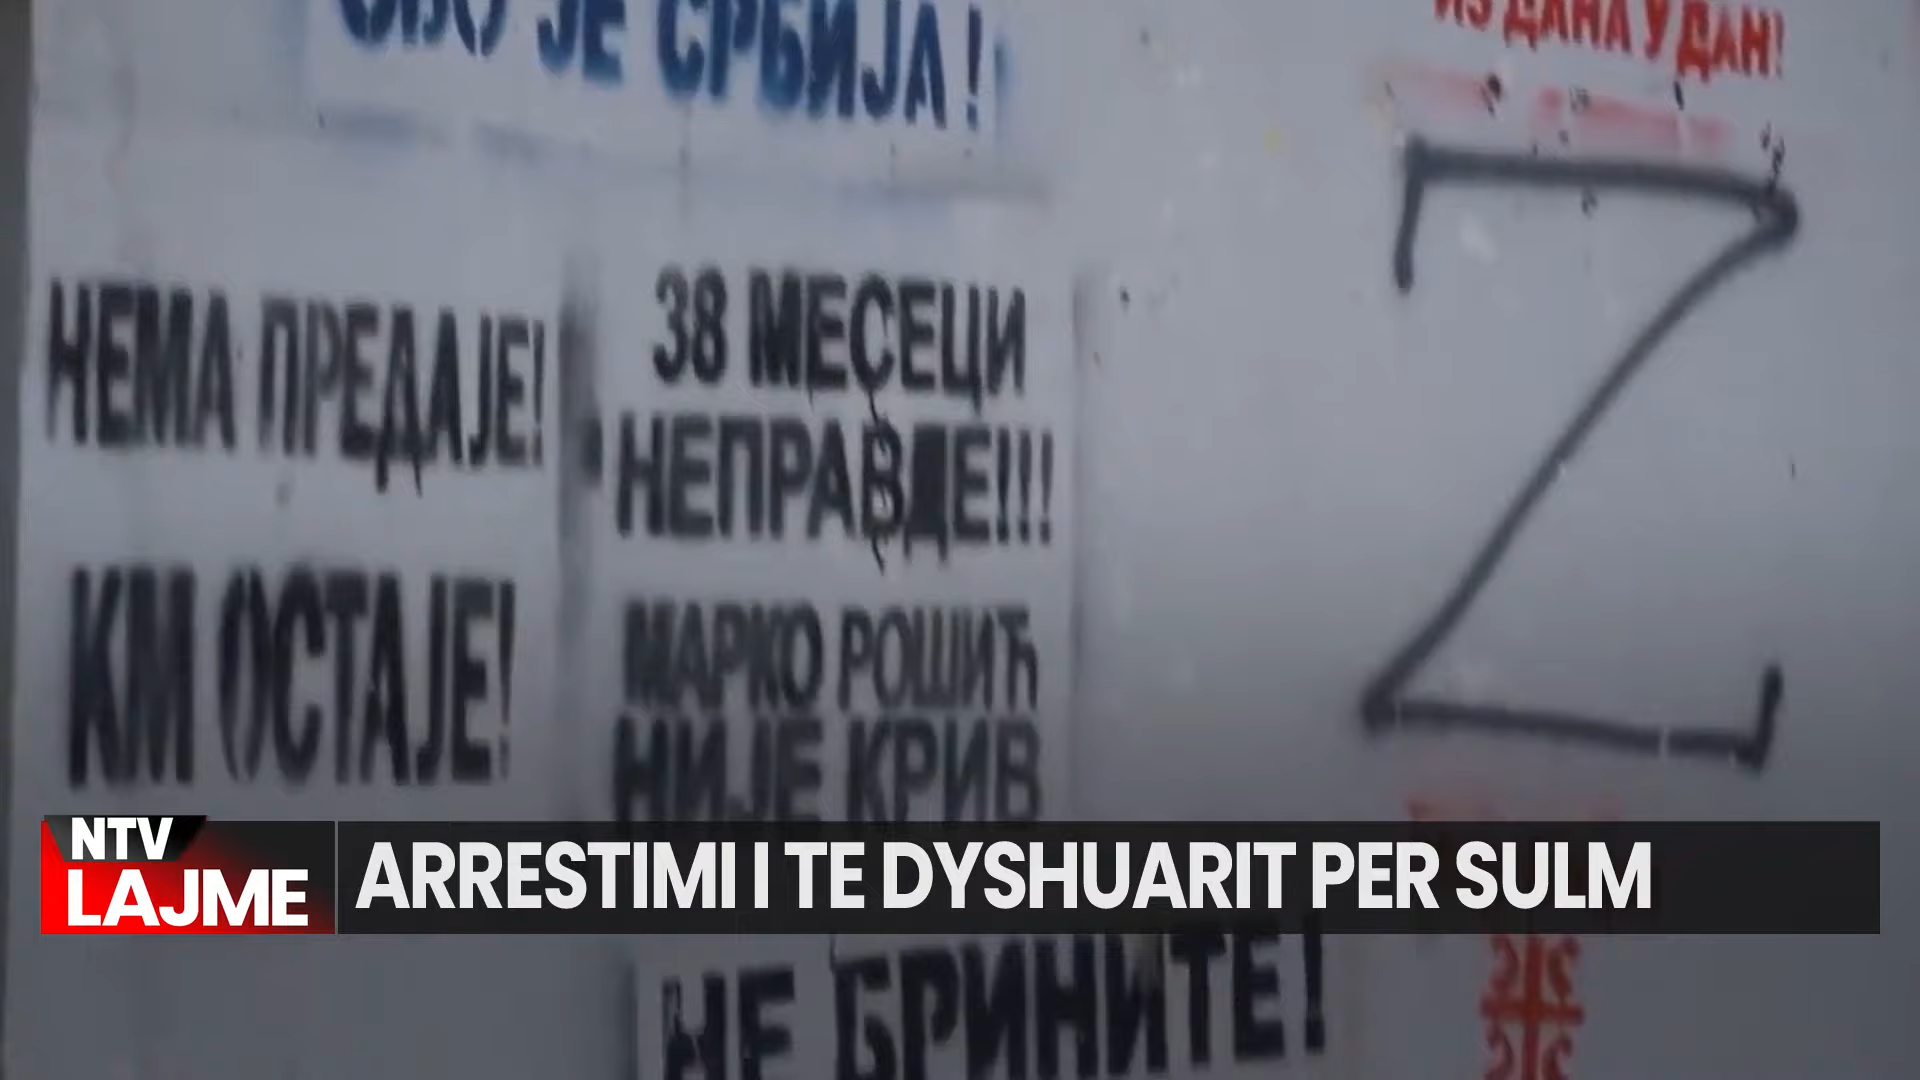 ОВО ЈЕ СРБИЈА!
ИЗ ДАНА У ДАН!
НЕМА ПРЕДАЈЕ!
КМ ОСТАЈЕ!
38 МЕСЕЦИ
НЕПРАВДЕ!!!
МАРКО РОШИЋ
НИЈЕ КРИВ
Z
NTV
LAJME
ARRESTIMI I TE DYSHUARIT PER SULM
НЕ БРИНИТЕ!